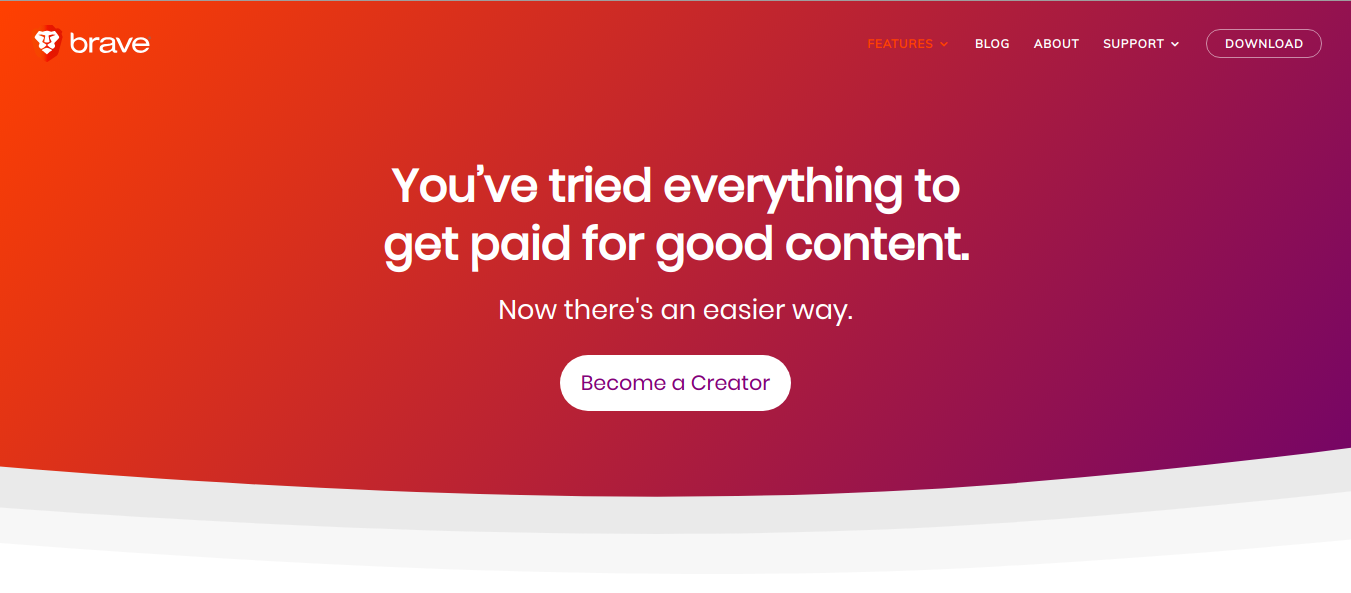 brave
FEATURES
BLOG
ABOUT
SUPPORT
DOWNLOAD
You’ve tried everything to
get paid for good content.
Now there's an easier way.
Become a Creator